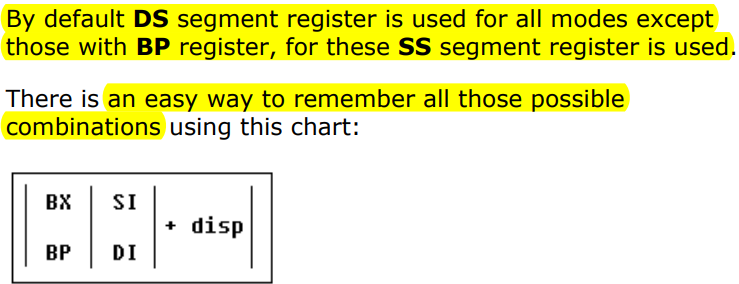 By default DS segment register is used for all modes except
those with BP register, for these SS segment register is used.
There is an easy way to remember all those possible
combinations using this chart:
BX SI
+ disp
BP DI